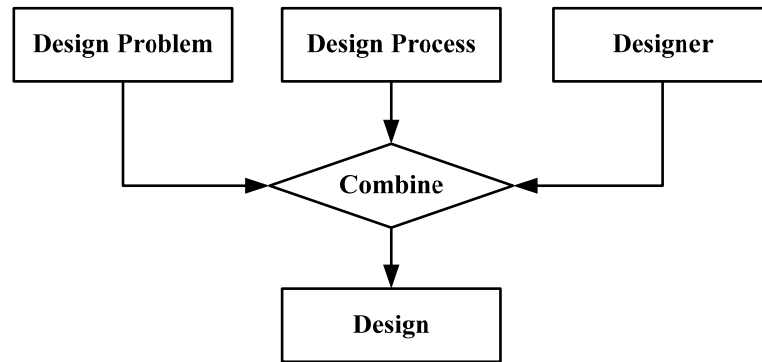 Design Problem
Design Process
Designer
Combine
Design